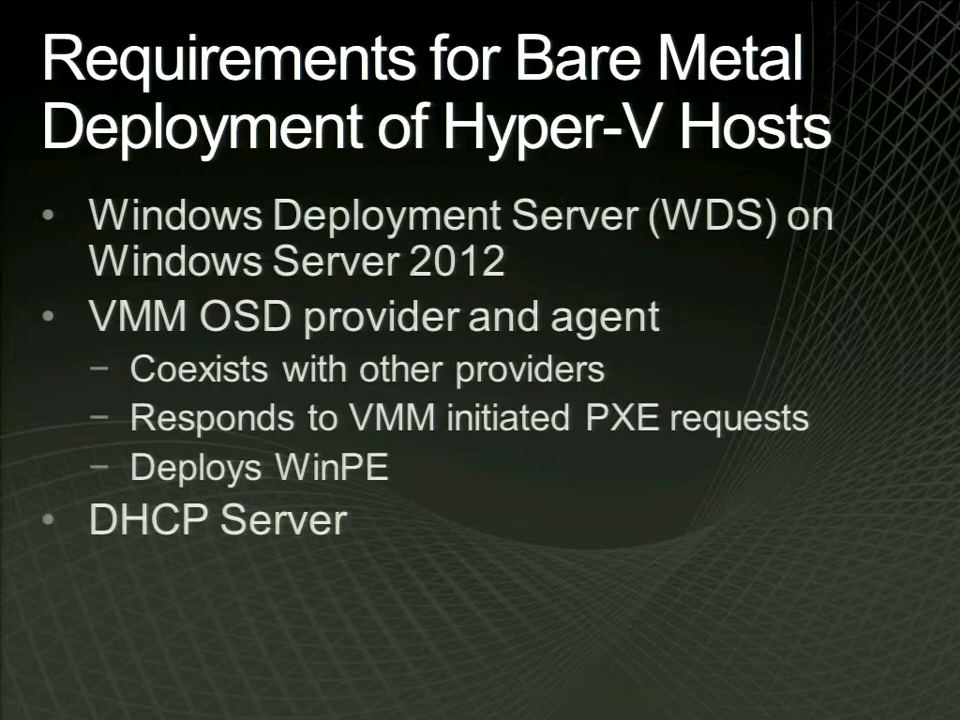 Requirements for Bare Metal
Deployment of Hyper-V Hosts
• Windows Deployment Server (WDS) on
Windows Server 2012
• VMM OSD provider and agent
− Coexists with other providers
− Responds to VMM initiated PXE requests
− Deploys WinPE
• DHCP Server